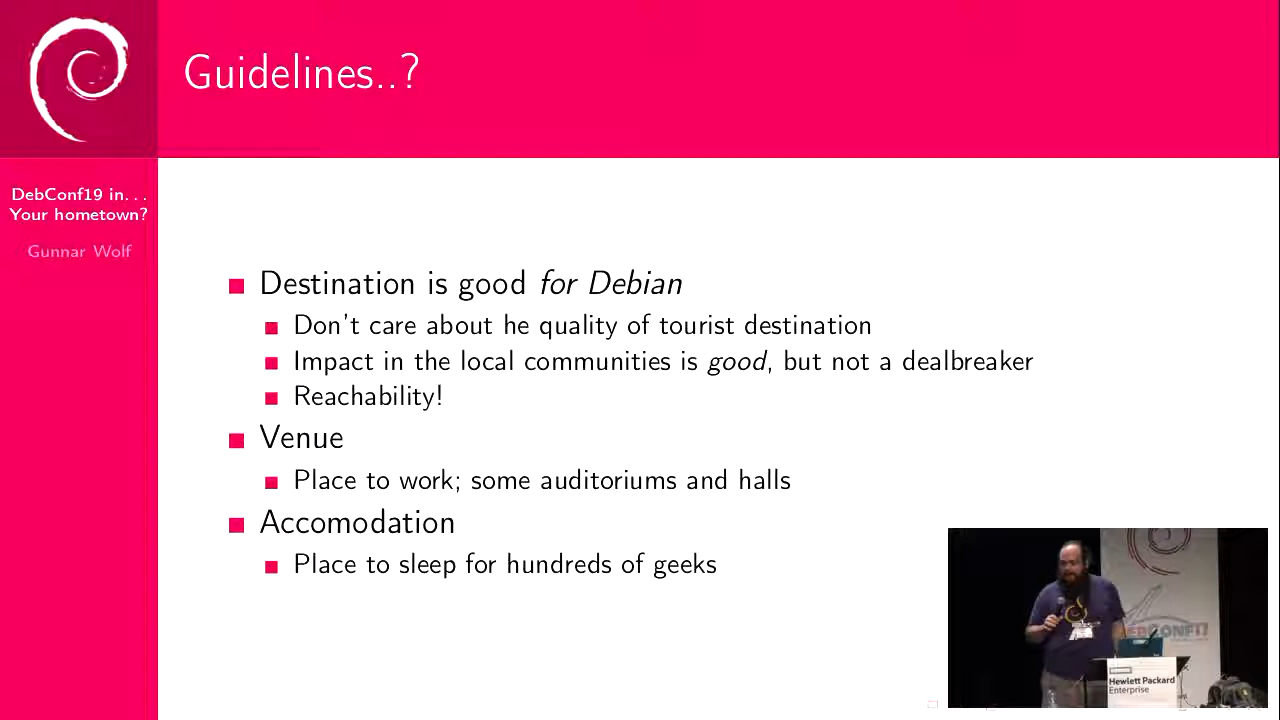 Guidelines..?
DebConf19 in...
Your hometown?
Gunnar Wolf
Destination is good for Debian
Don't care about he quality of tourist destination
Impact in the local communities is good, but not a dealbreaker
Reachability!
Venue
Place to work; some auditoriums and halls
Accomodation
Place to sleep for hundreds of geeks
DEBCONF17
Hewlett Packard
Enterprise